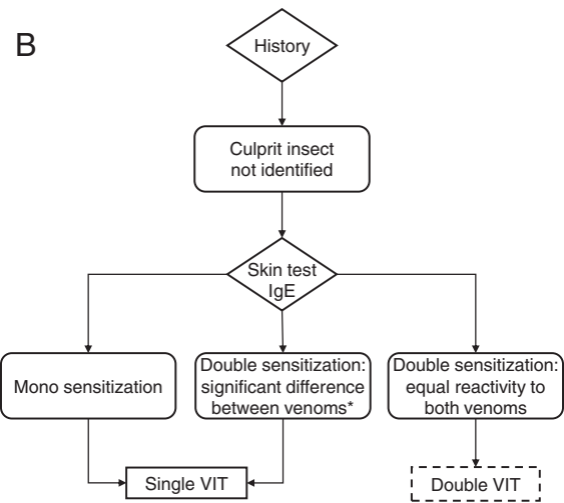 B
History
Culprit insect
not identified
Skin test
IgE
Mono sensitization
Double sensitization:
significant difference
between venoms*
Double sensitization:
equal reactivity to
both venoms
Single VIT
Double VIT